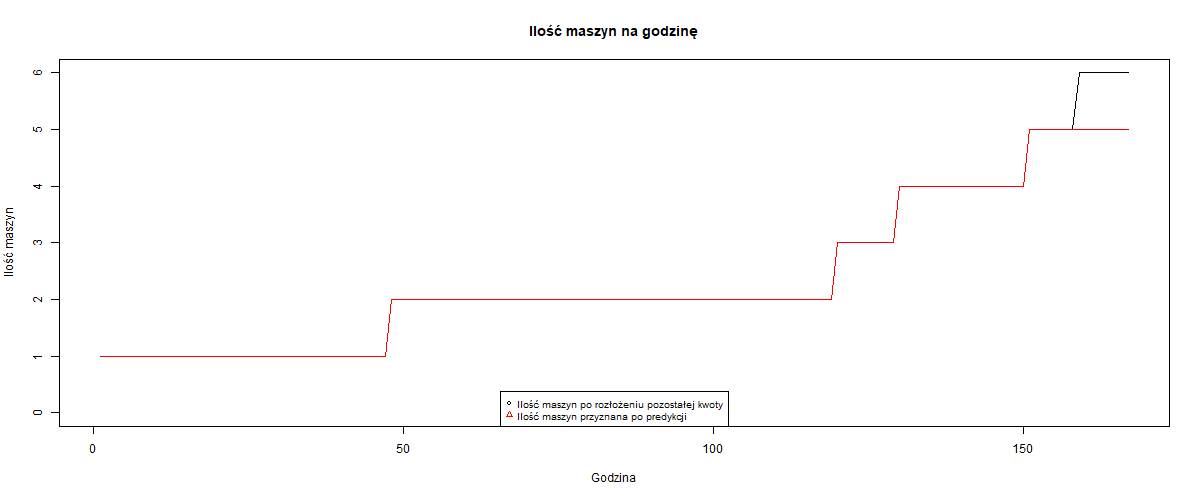 Ilość maszyn na godzinę
Ilość maszyn
6
5
4
3
2
1
0
Ilość maszyn po rozłożeniu pozostałej kwoty
Ilość maszyn przyznana po predykcji
0 50 100 150
Godzina